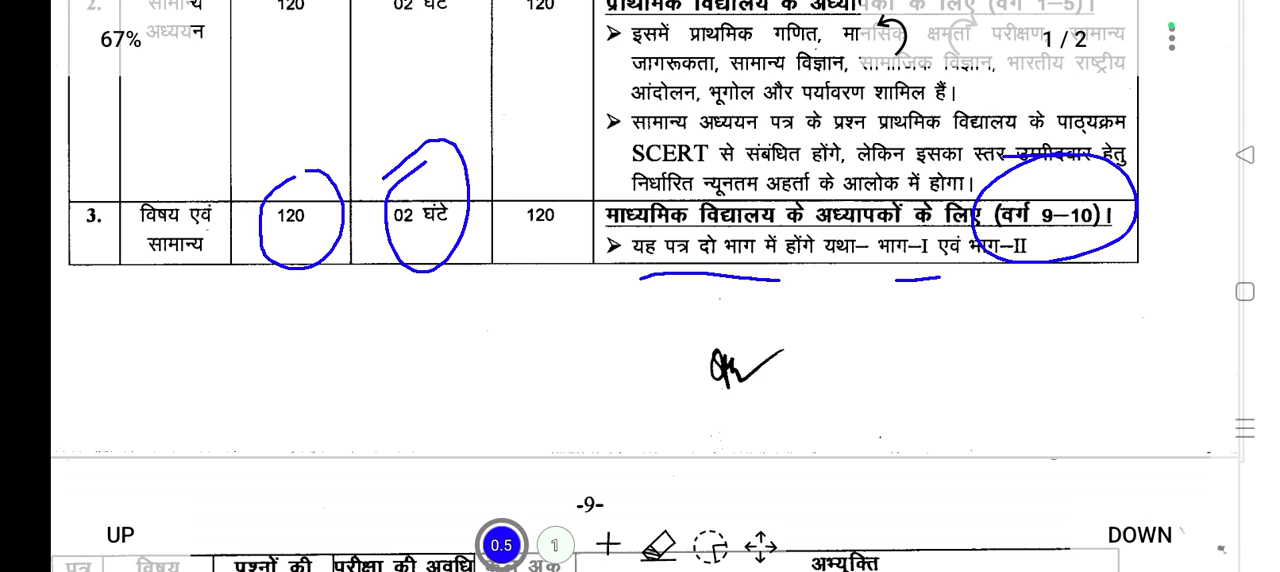 2. सामान्य 120 02 घंटे 120 प्राथमिक विद्यालय के अध्यापकों के लिए (वर्ग 1–5)।
अध्ययन
67%
➤ इसमें प्राथमिक गणित, मानसिक क्षमता परीक्षण, सामान्य
1 / 2
जागरूकता, सामान्य विज्ञान, सामाजिक विज्ञान, भारतीय राष्ट्रीय
आंदोलन, भूगोल और पर्यावरण शामिल हैं।
➤ सामान्य अध्ययन पत्र के प्रश्न प्राथमिक विद्यालय के पाठ्यक्रम
SCERT से संबंधित होंगे, लेकिन इसका स्तर उम्मीदवार हेतु
निर्धारित न्यूनतम अहर्ता के आलोक में होगा।
3. विषय एवं 120 02 घंटे 120 माध्यमिक विद्यालय के अध्यापकों के लिए (वर्ग 9–10)।
सामान्य ➤ यह पत्र दो भाग में होंगे यथा– भाग–I एवं भाग–II
-9-
UP
0.5
1
DOWN
पत्र विषय प्रश्नों की परीक्षा की अवधि अंक अभ्युक्ति